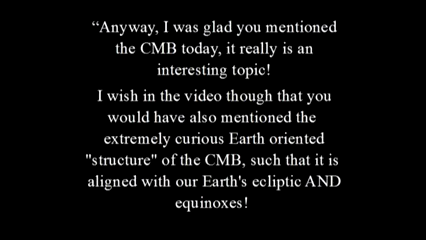 “Anyway, I was glad you mentioned
the CMB today, it really is an
interesting topic!
I wish in the video though that you
would have also mentioned the
extremely curious Earth oriented
"structure" of the CMB, such that it is
aligned with our Earth's ecliptic AND
equinoxes!